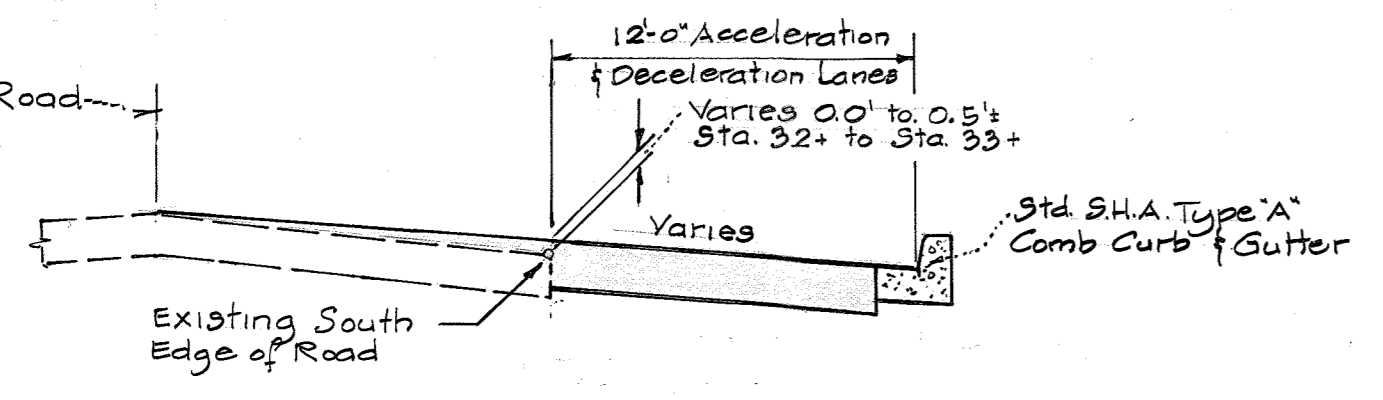 12'-0" Acceleration
& Deceleration Lanes
Road
Varies 0.0' to 0.5'±
Sta. 32+ to Sta. 33+
Varies
Std. S.H.A. Type "A"
Comb Curb & Gutter
Existing South
Edge of Road